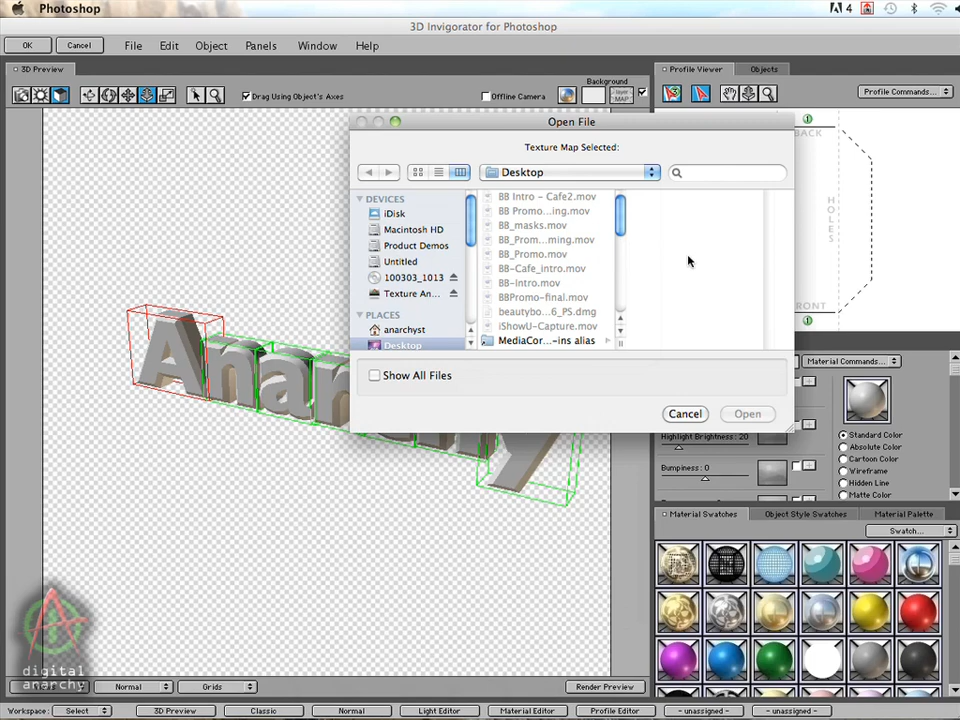 Photoshop
4
3D Invigorator for Photoshop
OK
Cancel
File
Edit
Object
Panels
Window
Help
3D Preview
Profile Viewer
Objects
Drag Using Object's Axes
Offline Camera
Background
layer
MAP
Profile Commands...
Open File
Texture Map Selected:
Desktop
DEVICES
iDisk
Macintosh HD
Product Demos
Untitled
100303_1013
Texture An...
PLACES
anarchyst
Desktop
BB Intro - Cafe2.mov
BB Promo...ing.mov
BB_masks.mov
BB_Prom...ming.mov
BB_Promo.mov
BB-Cafe_intro.mov
BB-Intro.mov
BBPromo-final.mov
beautybo...6_PS.dmg
iShowU-Capture.mov
MediaCor...-ins alias
Show All Files
Cancel
Open
BACK
HOLES
FRONT
Material Commands...
Highlight Brightness: 20
Bumpiness: 0
Standard Color
Absolute Color
Cartoon Color
Wireframe
Hidden Line
Matte Color
Material Swatches
Object Style Swatches
Material Palette
Swatch...
digital
anarchy
Normal
Grids
Render Preview
Workspace:
Select
3D Preview
Classic
Normal
Light Editor
Material Editor
Profile Editor
- unassigned -
- unassigned -